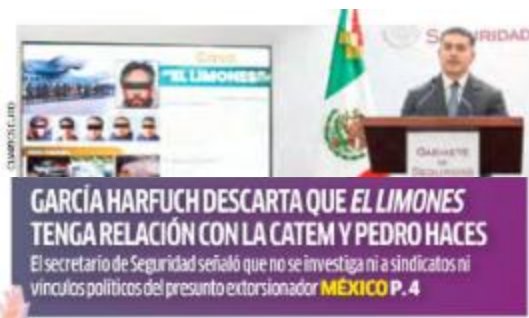 SEGURIDAD
"EL LIMONES"
GABINETE
DE
SEGURIDAD
GARCÍA HARFUCH DESCARTA QUE EL LIMONES
TENGA RELACIÓN CON LA CATEM Y PEDRO HACES
El secretario de Seguridad señaló que no se investiga ni a sindicatos ni
vínculos políticos del presunto extorsionador MÉXICO P. 4